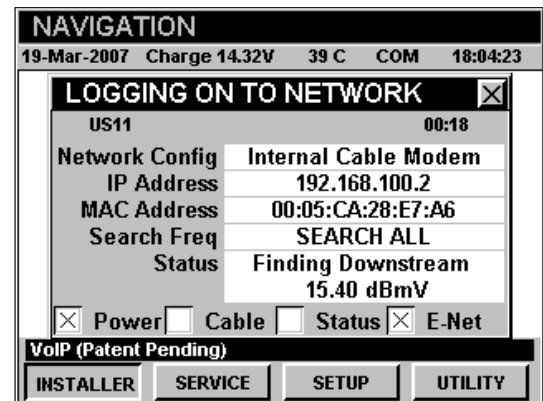 NAVIGATION
19-Mar-2007 Charge 14.32V 39 C COM 18:04:23
LOGGING ON TO NETWORK X
US11 00:18
Network Config Internal Cable Modem
IP Address 192.168.100.2
MAC Address 00:05:CA:28:E7:A6
Search Freq SEARCH ALL
Status Finding Downstream
15.40 dBmV
Power Cable Status E-Net
VoIP (Patent Pending)
INSTALLER SERVICE SETUP UTILITY